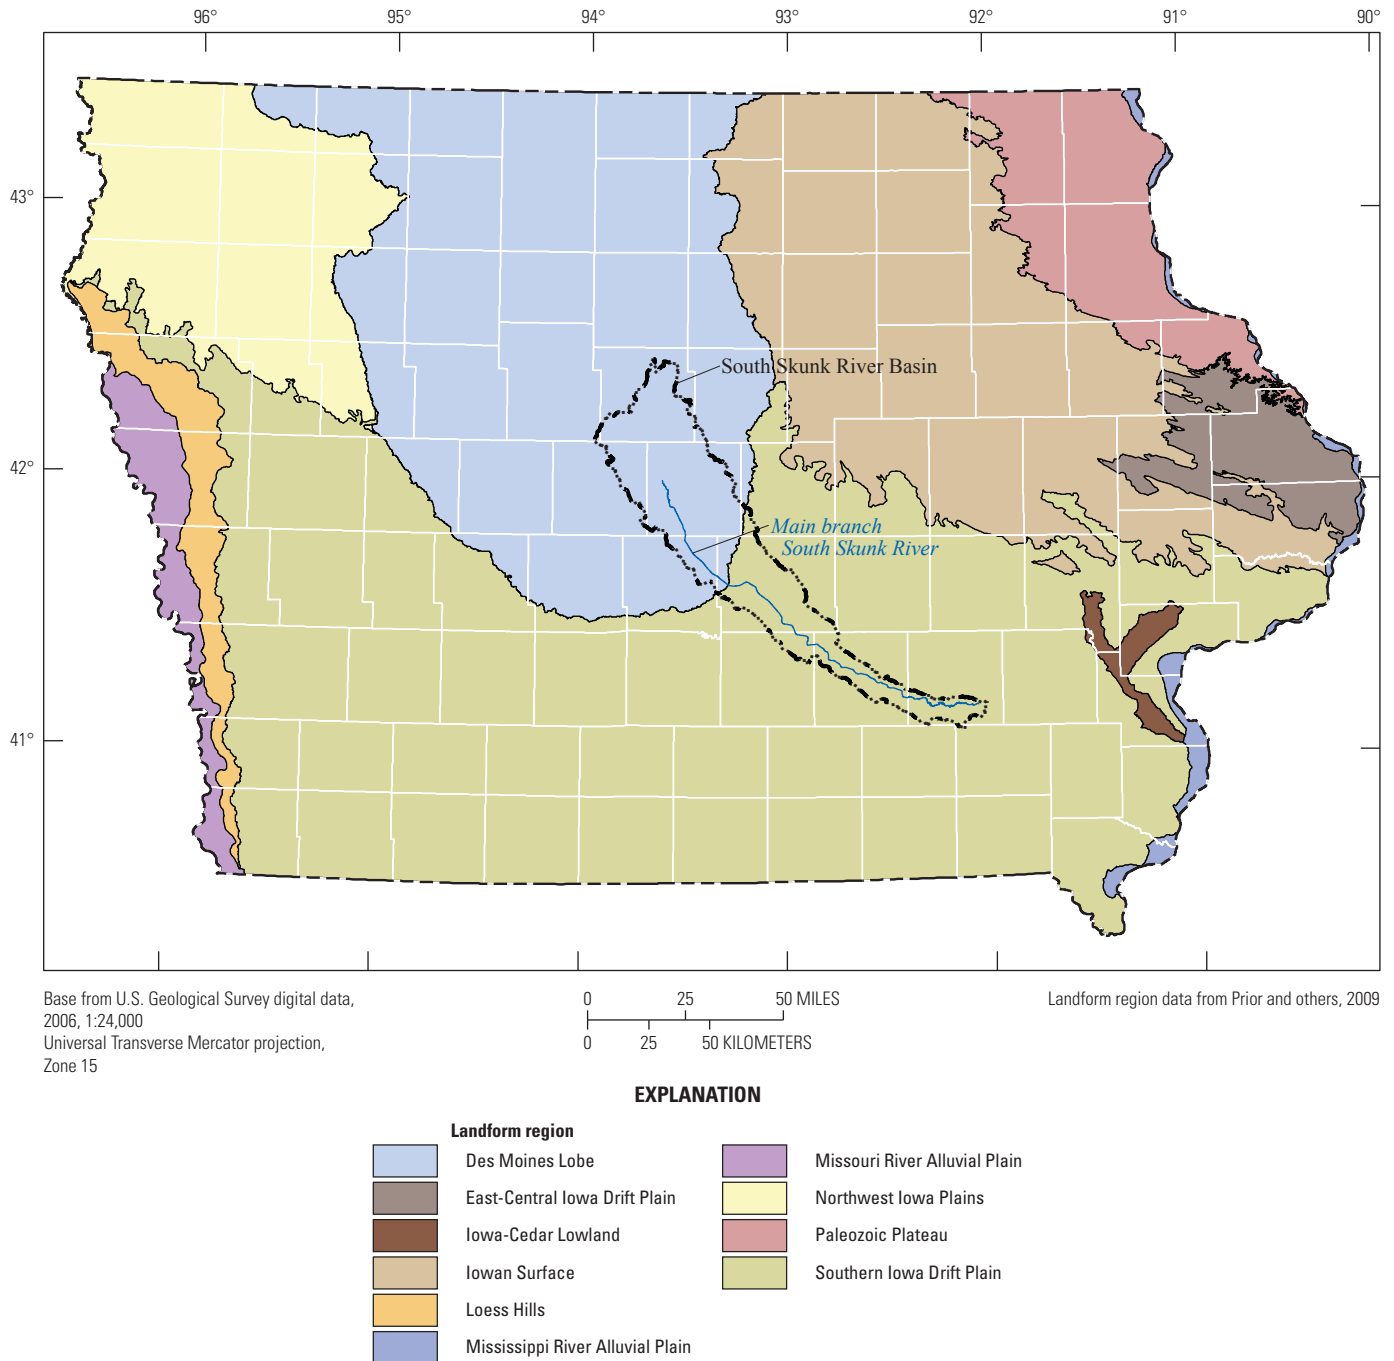 96° 95° 94° 93° 92° 91° 90°
43°
South Skunk River Basin
42°
Main branch
South Skunk River
41°
Base from U.S. Geological Survey digital data,
2006, 1:24,000
Universal Transverse Mercator projection,
Zone 15
0 25 50 MILES
0 25 50 KILOMETERS
Landform region data from Prior and others, 2009
EXPLANATION
Landform region
Des Moines Lobe
East-Central Iowa Drift Plain
Iowa-Cedar Lowland
Iowan Surface
Loess Hills
Mississippi River Alluvial Plain
Missouri River Alluvial Plain
Northwest Iowa Plains
Paleozoic Plateau
Southern Iowa Drift Plain